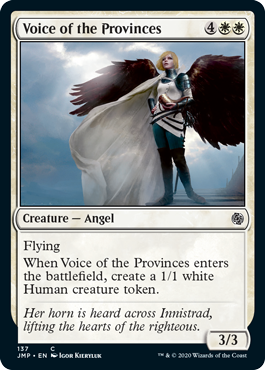 Voice of the Provinces 4
Creature — Angel
Flying
When Voice of the Provinces enters
the battlefield, create a 1/1 white
Human creature token.
Her horn is heard across Innistrad,
lifting the hearts of the righteous.
3/3
137 C
JMP • EN Igor Kieryluk ™ & © 2020 Wizards of the Coast